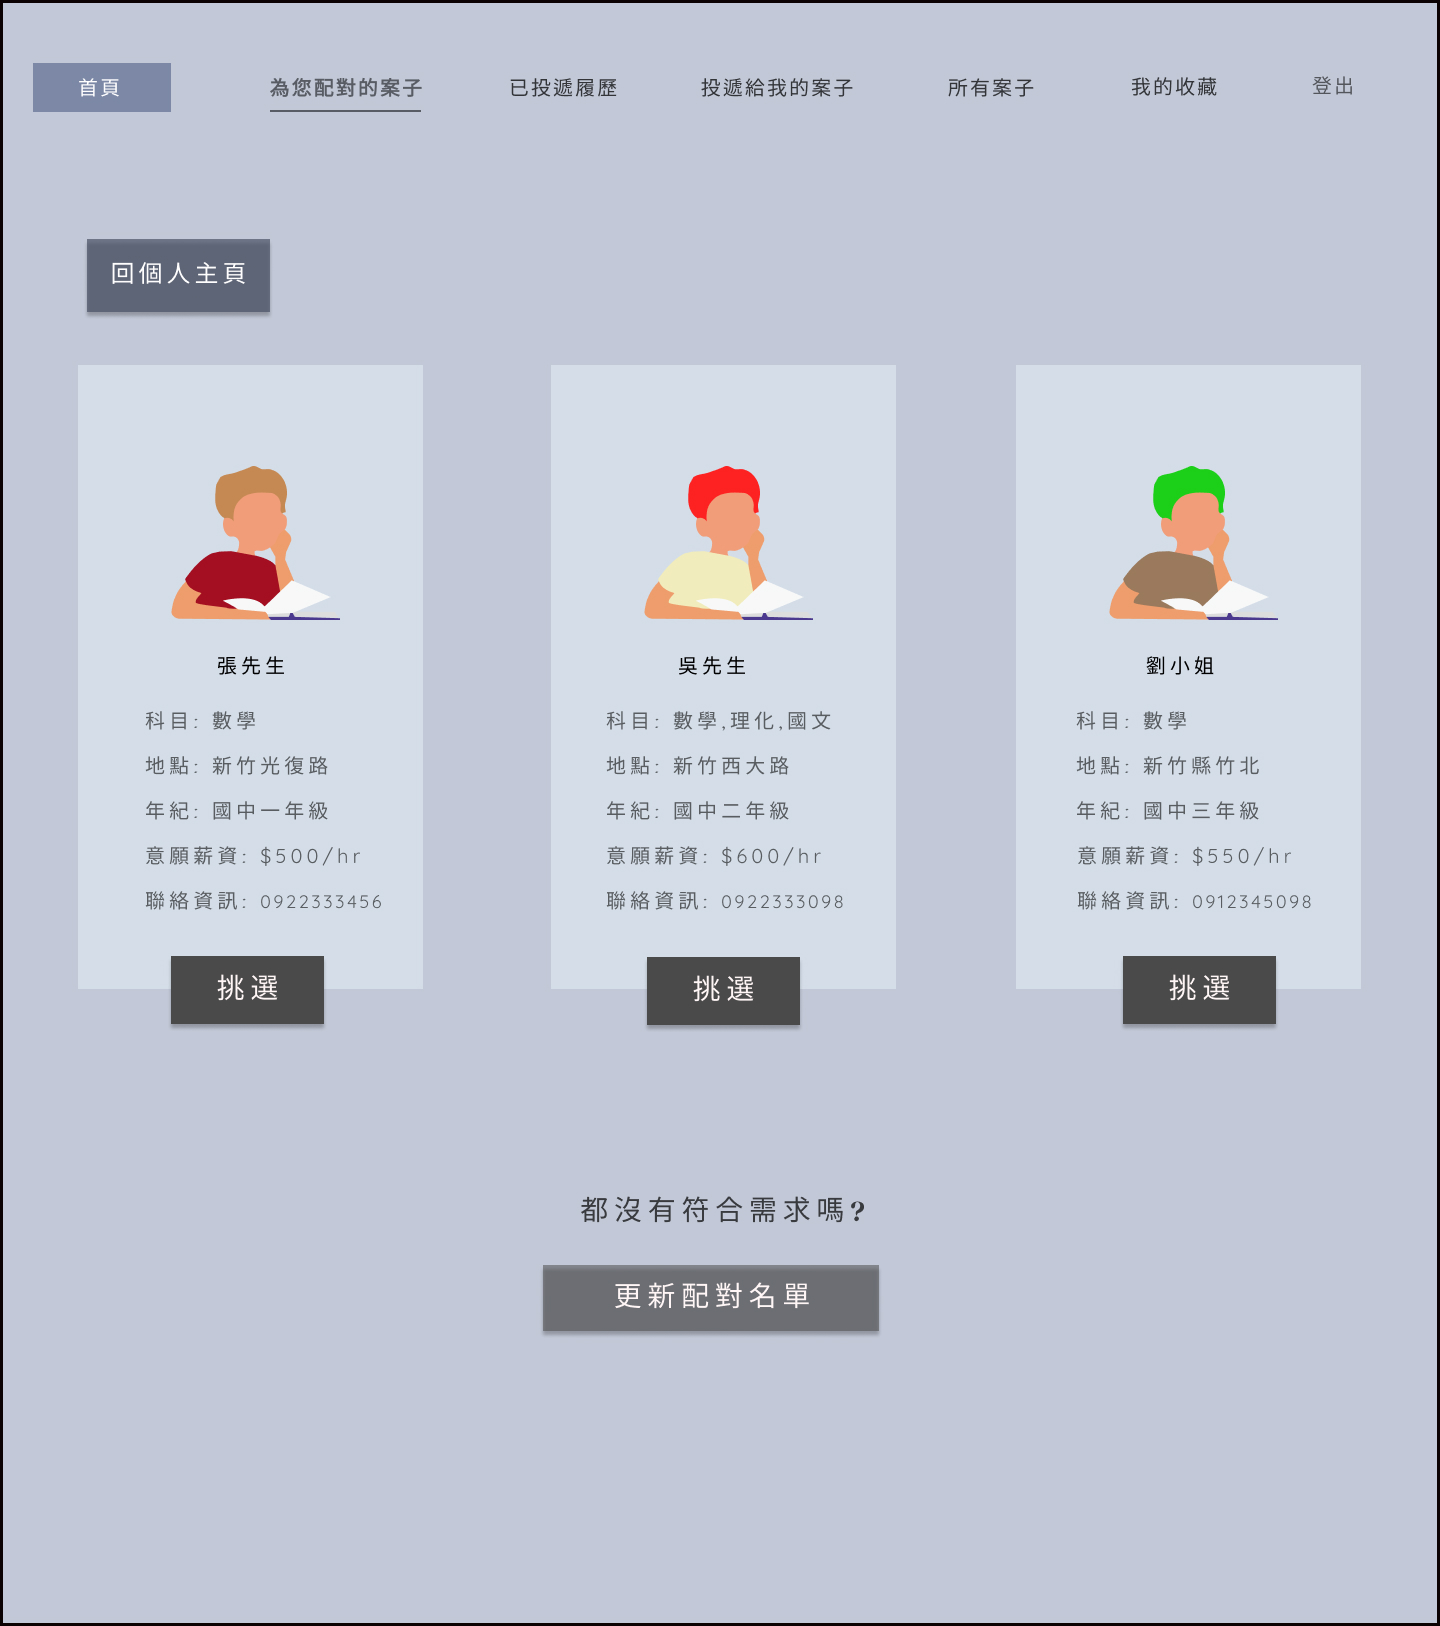 首頁
為您配對的案子
已投遞履歷
投遞給我的案子
所有案子
我的收藏
登出
回個人主頁
張先生
科目: 數學
地點: 新竹光復路
年紀: 國中一年級
意願薪資: $500/hr
聯絡資訊: 0922333456
挑選
吳先生
科目: 數學,理化,國文
地點: 新竹西大路
年紀: 國中二年級
意願薪資: $600/hr
聯絡資訊: 0922333098
挑選
劉小姐
科目: 數學
地點: 新竹縣竹北
年紀: 國中三年級
意願薪資: $550/hr
聯絡資訊: 0912345098
挑選
都沒有符合需求嗎?
更新配對名單